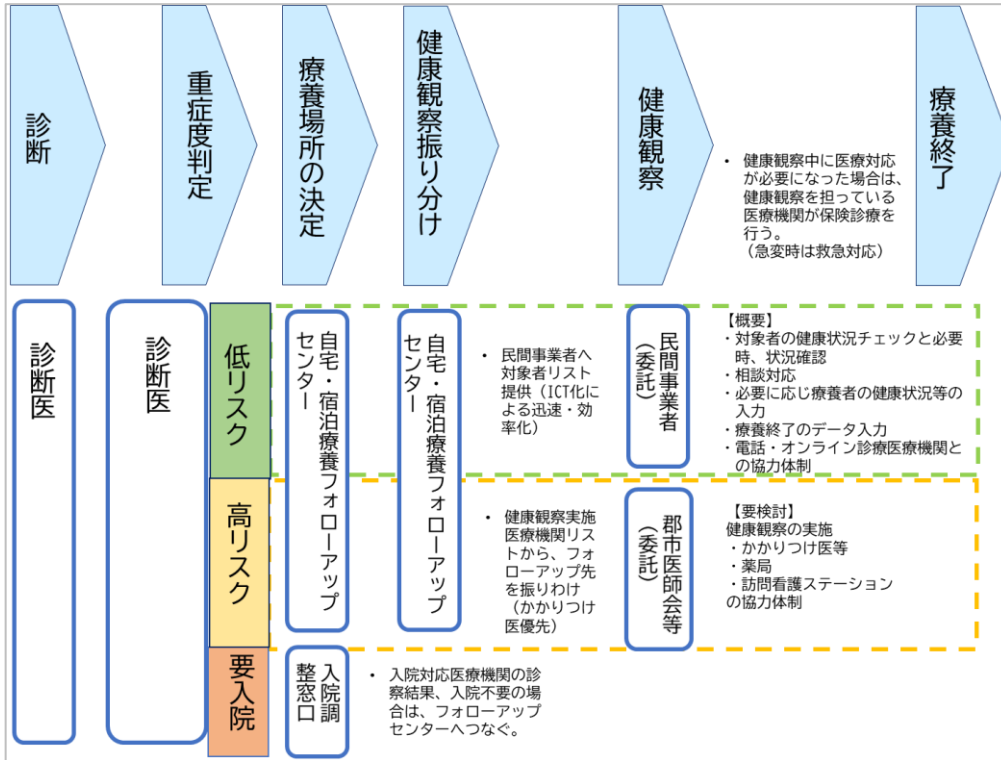 診断
重症度判定
療養場所の決定
健康観察振り分け
健康観察
・ 健康観察中に医療対応
が必要になった場合は、
健康観察を担っている
医療機関が保険診療を
行う。
（急変時は救急対応）
療養終了
診断医
診断医
低リスク
高リスク
要入院
自宅・宿泊療養フォローアップ
センター
自宅・宿泊療養フォローアップ
センター
・ 民間事業者へ
対象者リスト
提供（ICT化に
よる迅速・効
率化）
民間事業者
（委託）
【概要】
・対象者の健康状況チェックと必要
時、状況確認
・相談対応
・必要に応じ療養者の健康状況等の
入力
・療養終了のデータ入力
・電話・オンライン診療医療機関と
の協力体制
・ 健康観察実施
医療機関リス
トから、フォ
ローアップ先
を振りわけ
（かかりつけ
医優先）
郡市医師会等
（委託）
【要検討】
健康観察の実施
・かかりつけ医等
・薬局
・訪問看護ステーション
の協力体制
入院調
整窓口
・ 入院対応医療機関の診
察結果、入院不要の場
合は、フォローアップ
センターへつなぐ。